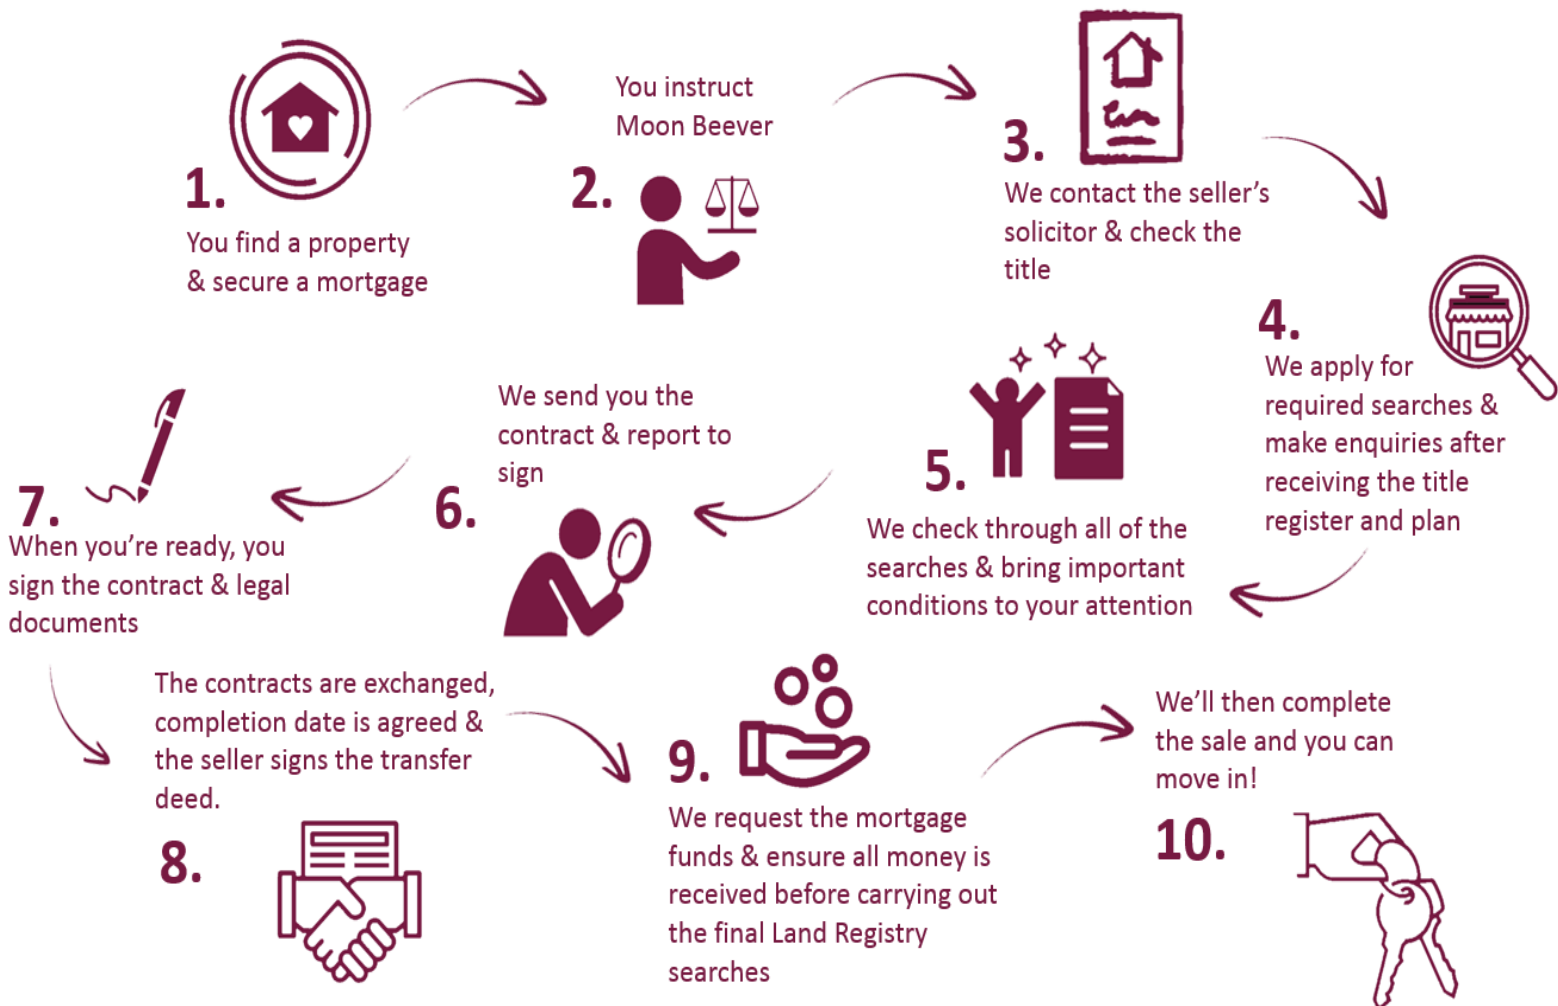 1.
You find a property
& secure a mortgage
You instruct
Moon Beever
2.
3.
We contact the seller’s
solicitor & check the
title
4.
We apply for
required searches &
make enquiries after
receiving the title
register and plan
5.
We check through all of the
searches & bring important
conditions to your attention
We send you the
contract & report to
sign
6.
7.
When you’re ready, you
sign the contract & legal
documents
The contracts are exchanged,
completion date is agreed &
the seller signs the transfer
deed.
8.
9.
We request the mortgage
funds & ensure all money is
received before carrying out
the final Land Registry
searches
We’ll then complete
the sale and you can
move in!
10.